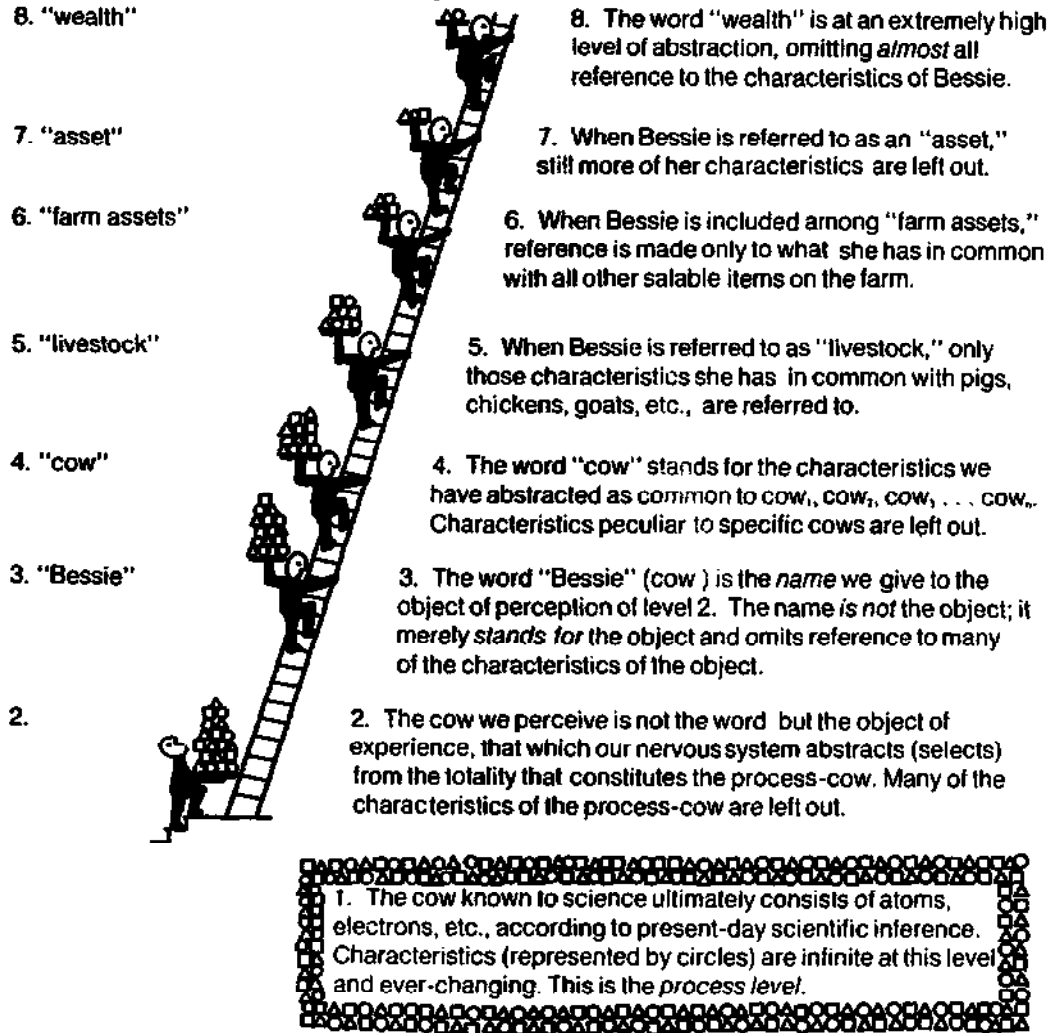 8. "wealth"
8. The word "wealth" is at an extremely high
level of abstraction, omitting almost all
reference to the characteristics of Bessie.
7. "asset"
7. When Bessie is referred to as an "asset,"
still more of her characteristics are left out.
6. "farm assets"
6. When Bessie is included among "farm assets,"
reference is made only to what she has in common
with all other salable items on the farm.
5. "livestock"
5. When Bessie is referred to as "livestock," only
those characteristics she has in common with pigs,
chickens, goats, etc., are referred to.
4. "cow"
4. The word "cow" stands for the characteristics we
have abstracted as common to cow₁, cow₂, cow₃ . . . cowₙ.
Characteristics peculiar to specific cows are left out.
3. "Bessie"
3. The word "Bessie" (cow ) is the name we give to the
object of perception of level 2. The name is not the object; it
merely stands for the object and omits reference to many
of the characteristics of the object.
2.
2. The cow we perceive is not the word but the object of
experience, that which our nervous system abstracts (selects)
from the totality that constitutes the process-cow. Many of the
characteristics of the process-cow are left out.
1. The cow known to science ultimately consists of atoms,
electrons, etc., according to present-day scientific inference.
Characteristics (represented by circles) are infinite at this level
and ever-changing. This is the process level.